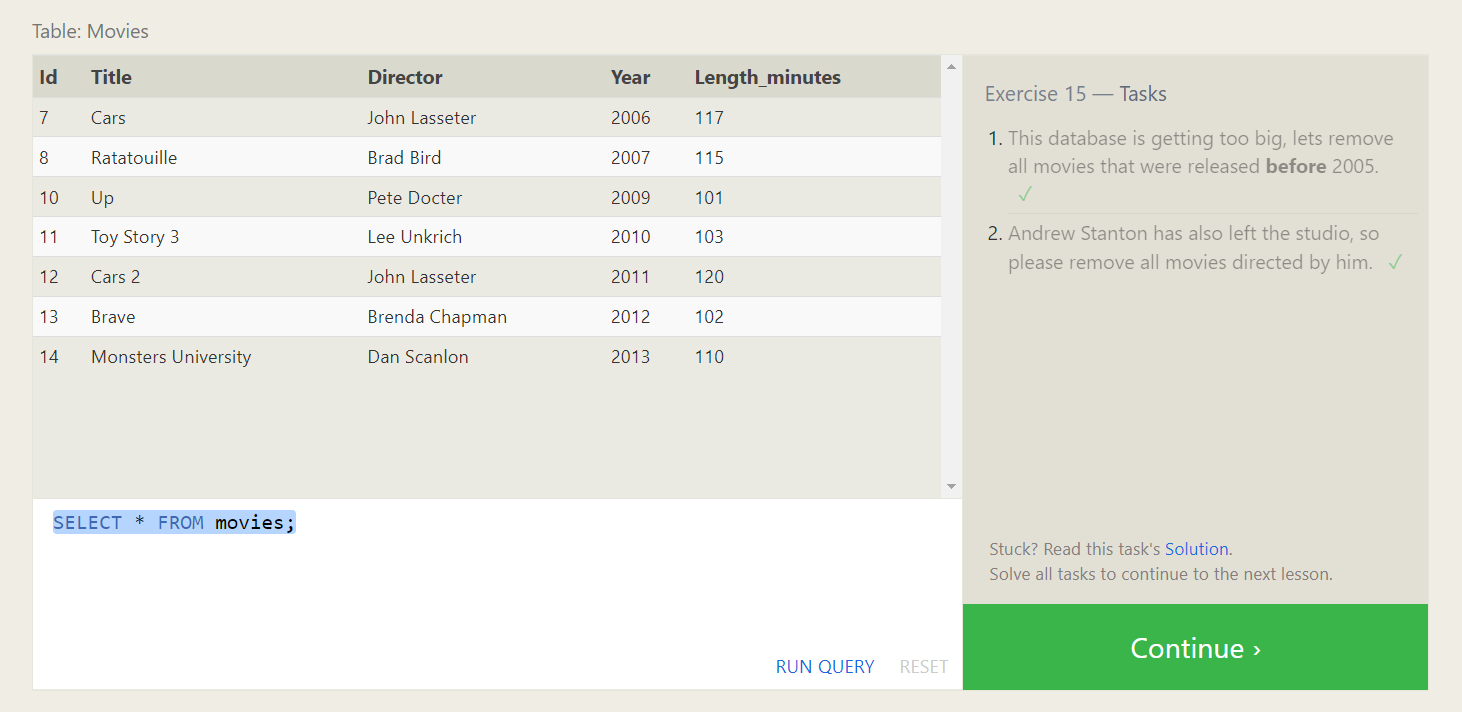 Table: Movies
Id Title Director Year Length_minutes
7 Cars John Lasseter 2006 117
8 Ratatouille Brad Bird 2007 115
10 Up Pete Docter 2009 101
11 Toy Story 3 Lee Unkrich 2010 103
12 Cars 2 John Lasseter 2011 120
13 Brave Brenda Chapman 2012 102
14 Monsters University Dan Scanlon 2013 110
SELECT * FROM movies;
RUN QUERY RESET
Exercise 15 — Tasks
1. This database is getting too big, lets remove
all movies that were released before 2005.
✓
2. Andrew Stanton has also left the studio, so
please remove all movies directed by him. ✓
Stuck? Read this task's Solution.
Solve all tasks to continue to the next lesson.
Continue ›